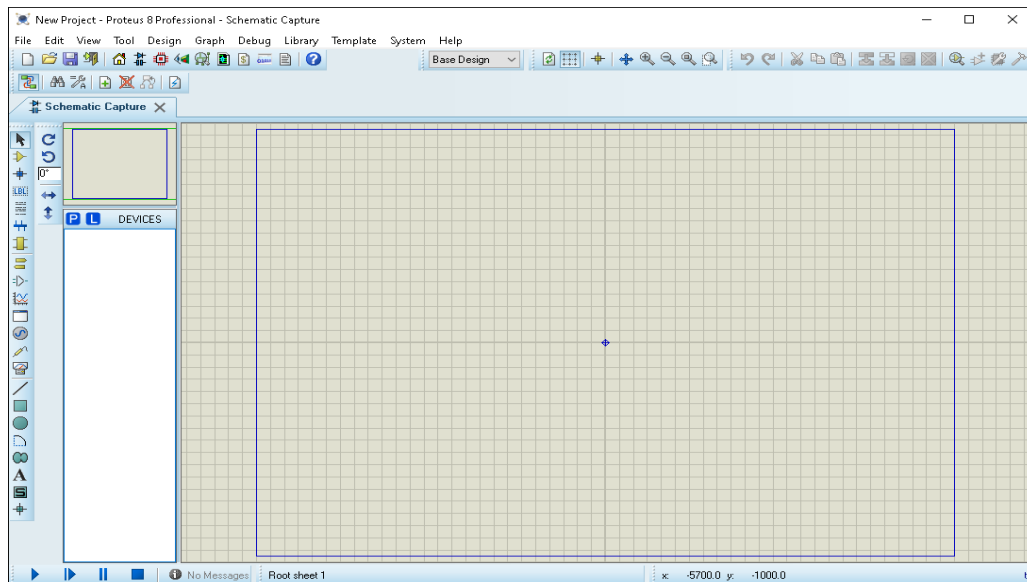 New Project - Proteus 8 Professional - Schematic Capture
File Edit View Tool Design Graph Debug Library Template System Help
Base Design
Schematic Capture
0°
LBL
P L DEVICES
A
S
No Messages Root sheet 1 x: -5700.0 y: -1000.0